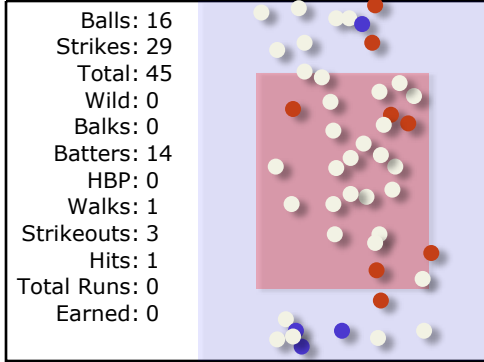 Balls: 16
Strikes: 29
Total: 45
Wild: 0
Balks: 0
Batters: 14
HBP: 0
Walks: 1
Strikeouts: 3
Hits: 1
Total Runs: 0
Earned: 0